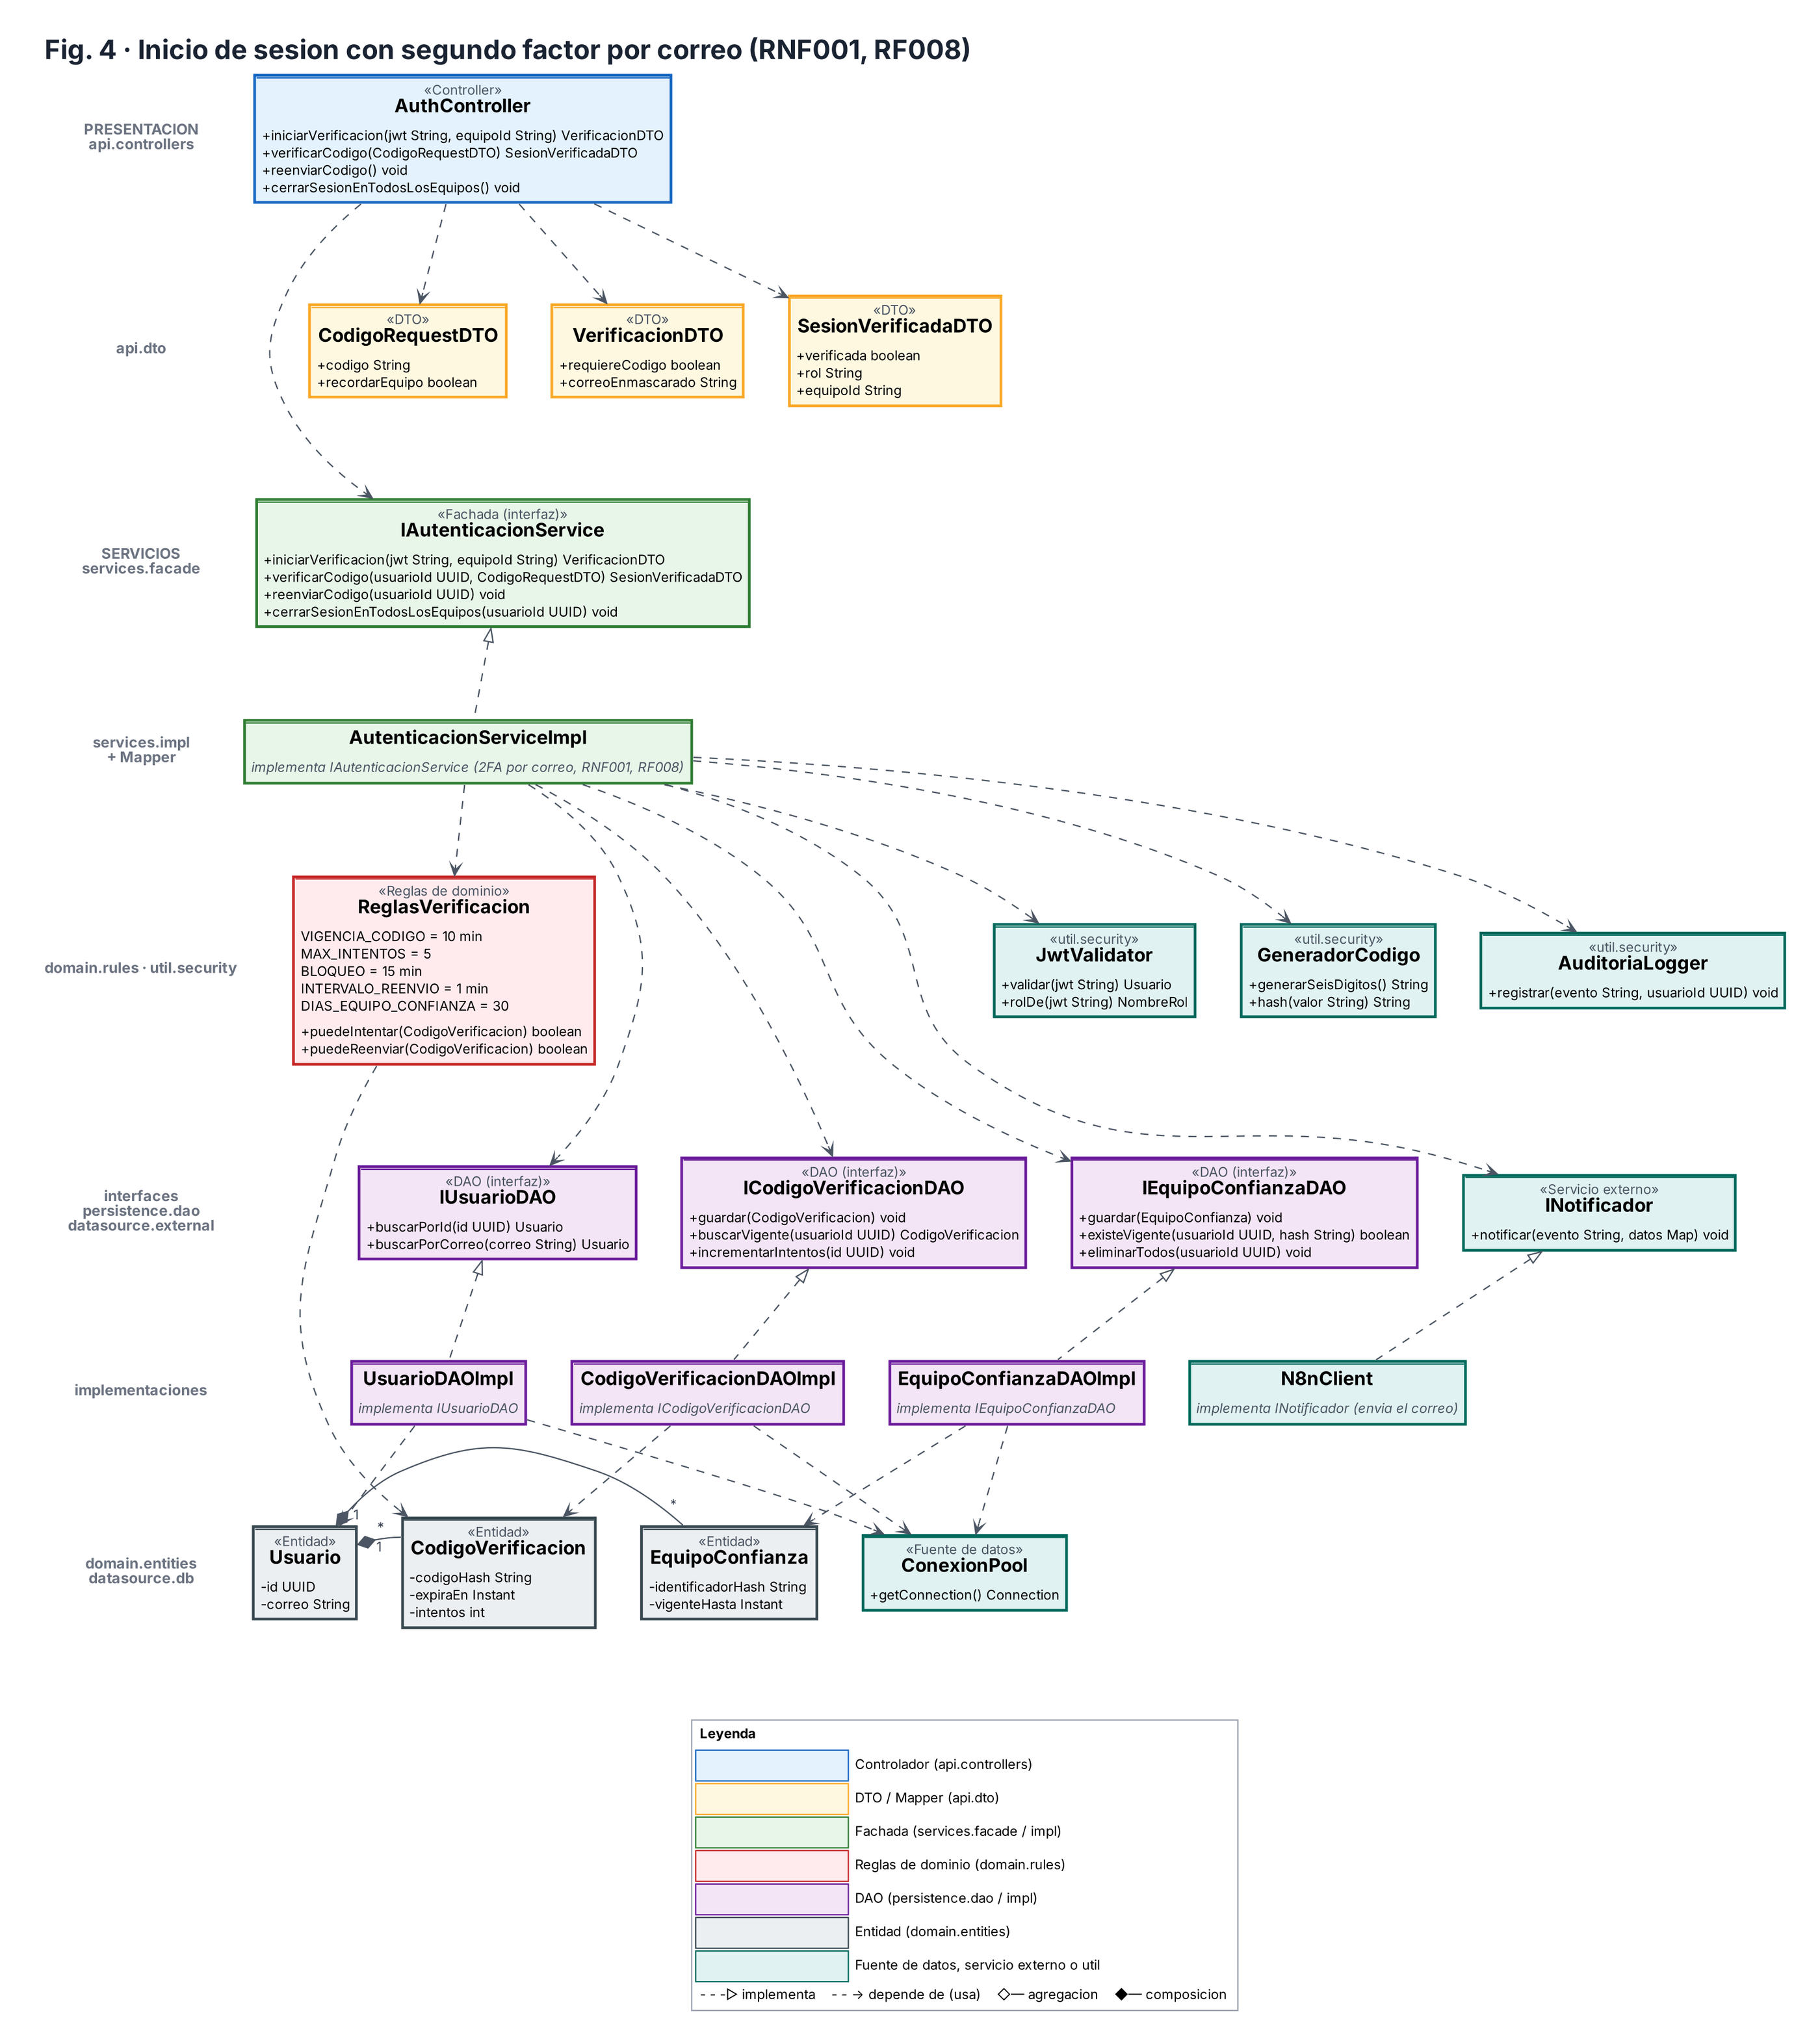 Fig. 4 · Inicio de sesion con segundo factor por correo (RNF001, RF008)
PRESENTACION
api.controllers
«Controller»
AuthController
+iniciarVerificacion(jwt String, equipoId String) VerificacionDTO
+verificarCodigo(CodigoRequestDTO) SesionVerificadaDTO
+reenviarCodigo() void
+cerrarSesionEnTodosLosEquipos() void
api.dto
«DTO»
CodigoRequestDTO
+codigo String
+recordarEquipo boolean
«DTO»
VerificacionDTO
+requiereCodigo boolean
+correoEnmascarado String
«DTO»
SesionVerificadaDTO
+verificada boolean
+rol String
+equipoId String
SERVICIOS
services.facade
«Fachada (interfaz)»
IAutenticacionService
+iniciarVerificacion(jwt String, equipoId String) VerificacionDTO
+verificarCodigo(usuarioId UUID, CodigoRequestDTO) SesionVerificadaDTO
+reenviarCodigo(usuarioId UUID) void
+cerrarSesionEnTodosLosEquipos(usuarioId UUID) void
services.impl
+ Mapper
AutenticacionServiceImpl
implementa IAutenticacionService (2FA por correo, RNF001, RF008)
domain.rules · util.security
«Reglas de dominio»
ReglasVerificacion
VIGENCIA_CODIGO = 10 min
MAX_INTENTOS = 5
BLOQUEO = 15 min
INTERVALO_REENVIO = 1 min
DIAS_EQUIPO_CONFIANZA = 30
+puedeIntentar(CodigoVerificacion) boolean
+puedeReenviar(CodigoVerificacion) boolean
«util.security»
JwtValidator
+validar(jwt String) Usuario
+rolDe(jwt String) NombreRol
«util.security»
GeneradorCodigo
+generarSeisDigitos() String
+hash(valor String) String
«util.security»
AuditoriaLogger
+registrar(evento String, usuarioId UUID) void
interfaces
persistence.dao
datasource.external
«DAO (interfaz)»
IUsuarioDAO
+buscarPorId(id UUID) Usuario
+buscarPorCorreo(correo String) Usuario
«DAO (interfaz)»
ICodigoVerificacionDAO
+guardar(CodigoVerificacion) void
+buscarVigente(usuarioId UUID) CodigoVerificacion
+incrementarIntentos(id UUID) void
«DAO (interfaz)»
IEquipoConfianzaDAO
+guardar(EquipoConfianza) void
+existeVigente(usuarioId UUID, hash String) boolean
+eliminarTodos(usuarioId UUID) void
«Servicio externo»
INotificador
+notificar(evento String, datos Map) void
implementaciones
UsuarioDAOImpl
implementa IUsuarioDAO
CodigoVerificacionDAOImpl
implementa ICodigoVerificacionDAO
EquipoConfianzaDAOImpl
implementa IEquipoConfianzaDAO
N8nClient
implementa INotificador (envia el correo)
1
*
1
*
domain.entities
datasource.db
«Entidad»
Usuario
-id UUID
-correo String
«Entidad»
CodigoVerificacion
-codigoHash String
-expiraEn Instant
-intentos int
«Entidad»
EquipoConfianza
-identificadorHash String
-vigenteHasta Instant
«Fuente de datos»
ConexionPool
+getConnection() Connection
Leyenda
Controlador (api.controllers)
DTO / Mapper (api.dto)
Fachada (services.facade / impl)
Reglas de dominio (domain.rules)
DAO (persistence.dao / impl)
Entidad (domain.entities)
Fuente de datos, servicio externo o util
implementa depende de (usa) agregacion composicion